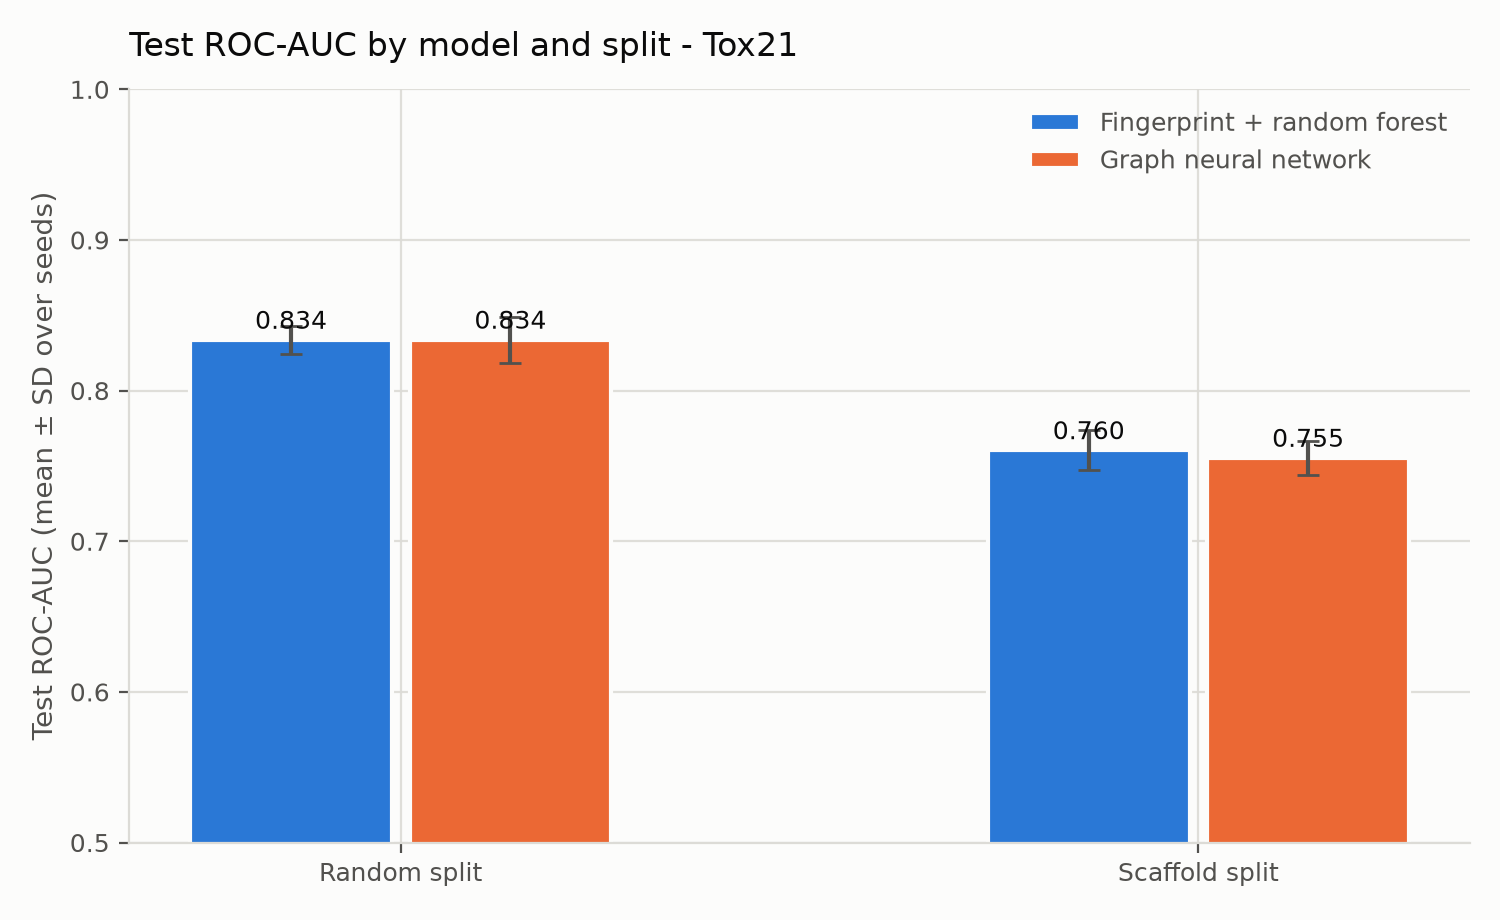 Test ROC-AUC by model and split - Tox21
Test ROC-AUC (mean ± SD over seeds)
1.0
0.9
0.8
0.7
0.6
0.5
Fingerprint + random forest
Graph neural network
0.834
0.834
0.760
0.755
Random split
Scaffold split